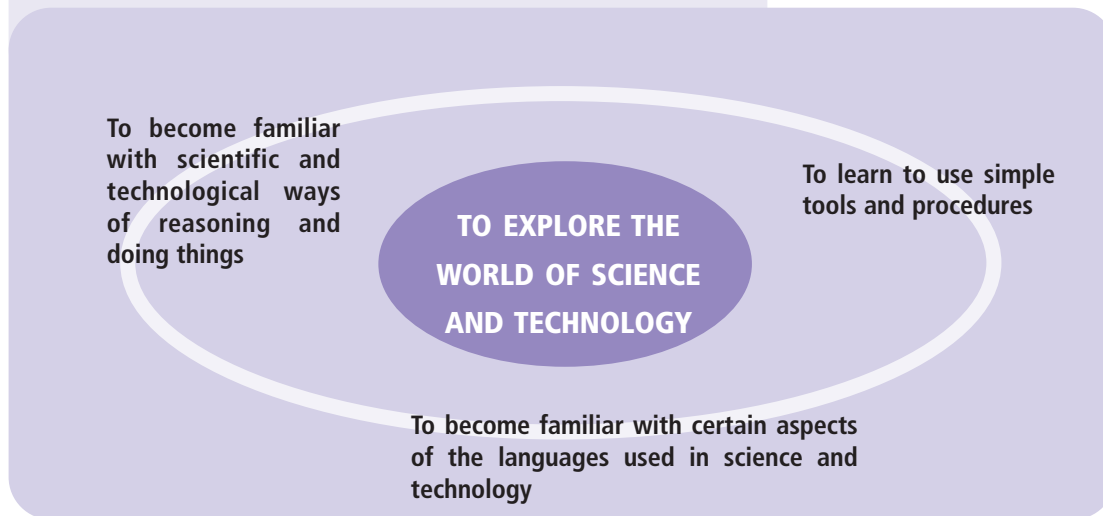 To become familiar
with scientific and
technological ways
of reasoning and
doing things
To learn to use simple
tools and procedures
TO EXPLORE THE
WORLD OF SCIENCE
AND TECHNOLOGY
To become familiar with certain aspects
of the languages used in science and
technology